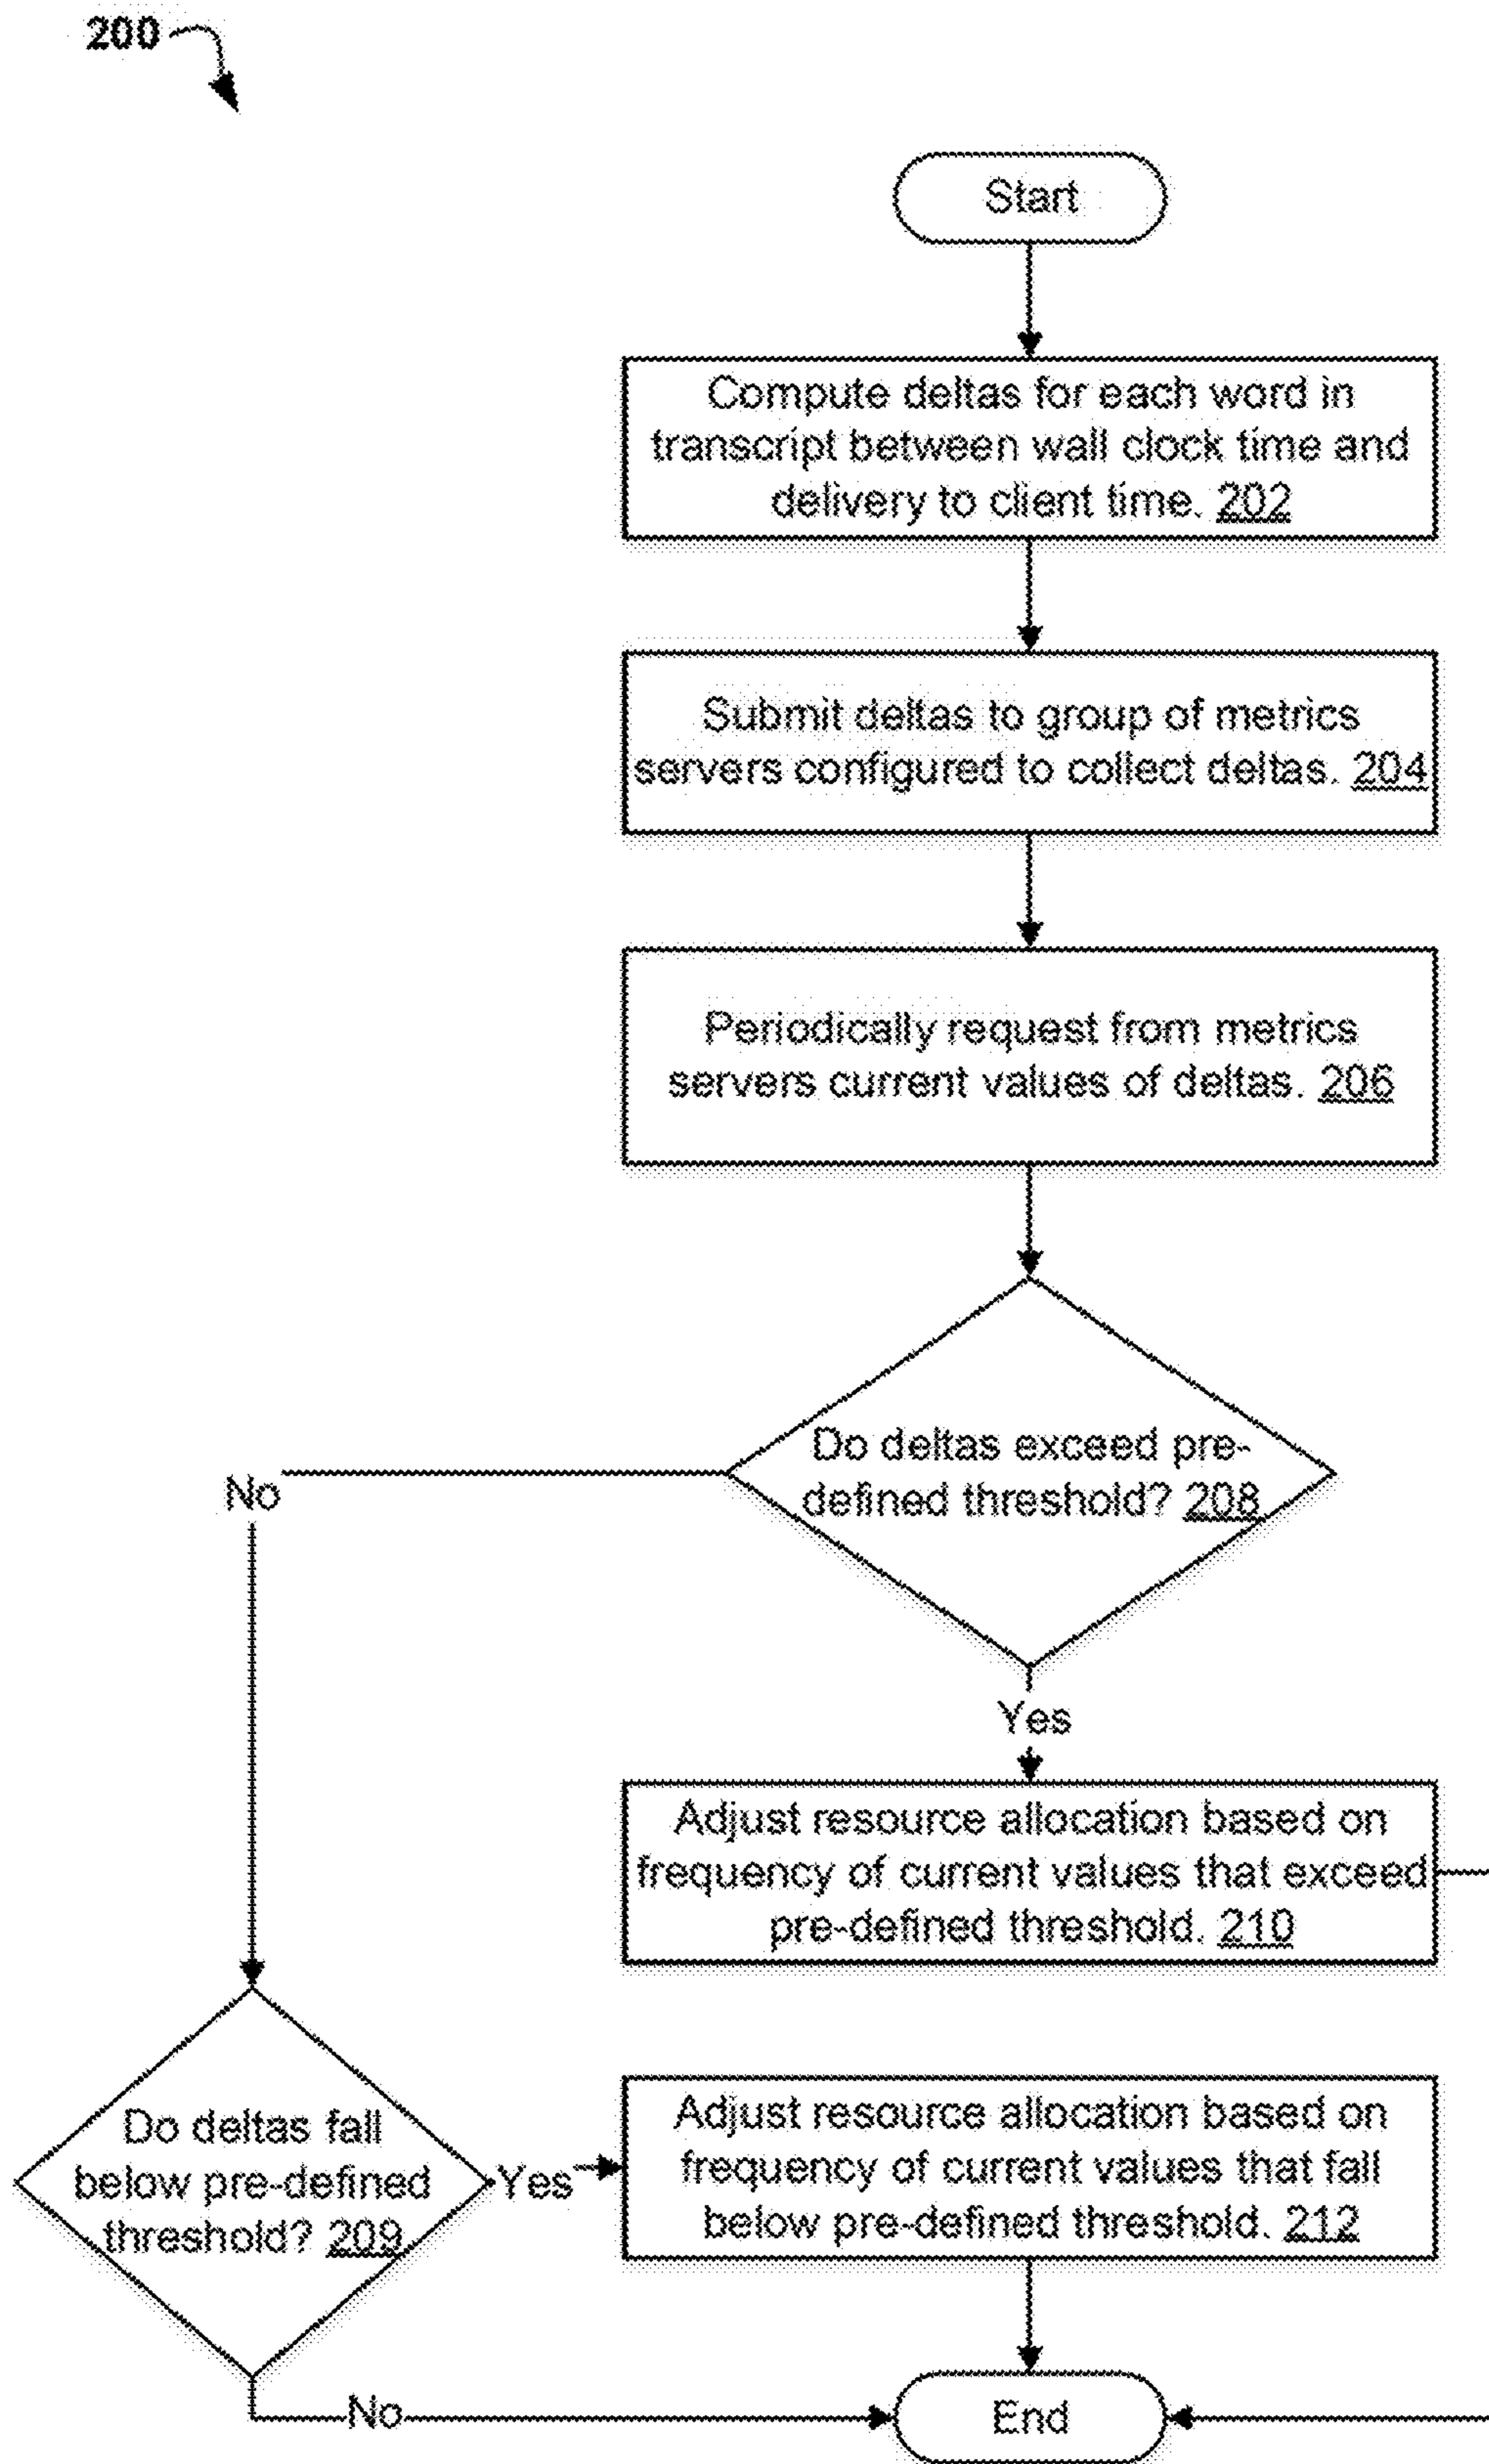 200
Start
Compute deltas for each word in
transcript between wall clock time and
delivery to client time. 202
Submit deltas to group of metrics
servers configured to collect deltas. 204
Periodically request from metrics
servers current values of deltas. 206
Do deltas exceed pre-
defined threshold? 208
No
Yes
Adjust resource allocation based on
frequency of current values that exceed
pre-defined threshold. 210
Do deltas fall
below pre-defined
threshold? 209
Yes
Adjust resource allocation based on
frequency of current values that fall
below pre-defined threshold. 212
No
End